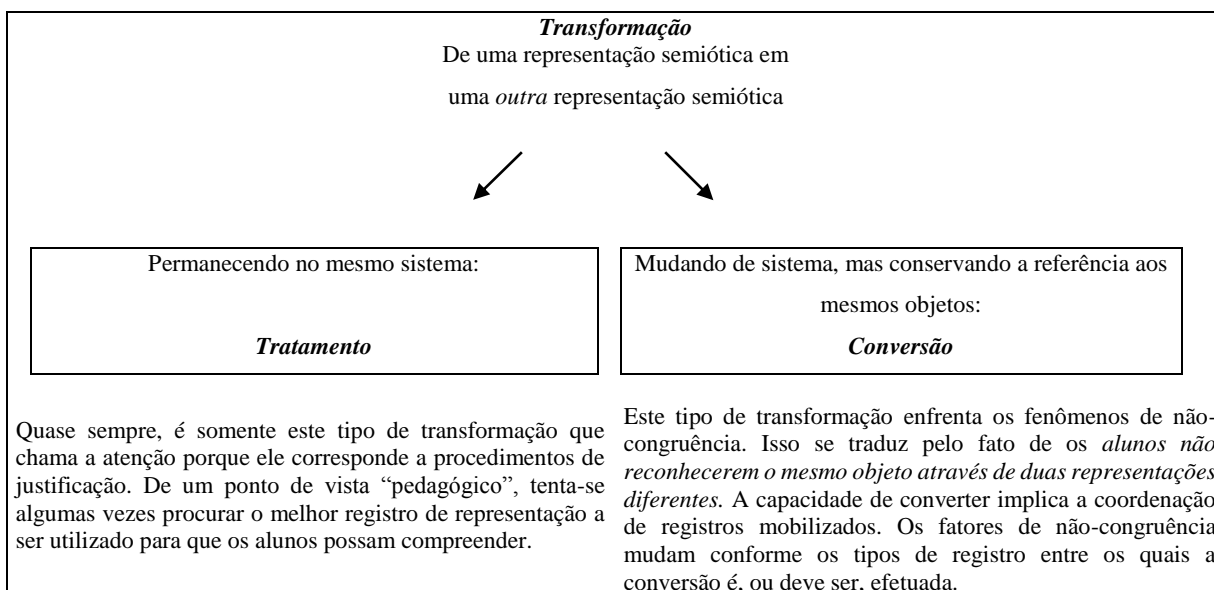 Transformação
De uma representação semiótica em
uma outra representação semiótica
Permanecendo no mesmo sistema:
Tratamento
Mudando de sistema, mas conservando a referência aos
mesmos objetos:
Conversão
Quase sempre, é somente este tipo de transformação que
chama a atenção porque ele corresponde a procedimentos de
justificação. De um ponto de vista “pedagógico”, tenta-se
algumas vezes procurar o melhor registro de representação a
ser utilizado para que os alunos possam compreender.
Este tipo de transformação enfrenta os fenômenos de não-
congruência. Isso se traduz pelo fato de os alunos não
reconhecerem o mesmo objeto através de duas representações
diferentes. A capacidade de converter implica a coordenação
de registros mobilizados. Os fatores de não-congruência
mudam conforme os tipos de registro entre os quais a
conversão é, ou deve ser, efetuada.